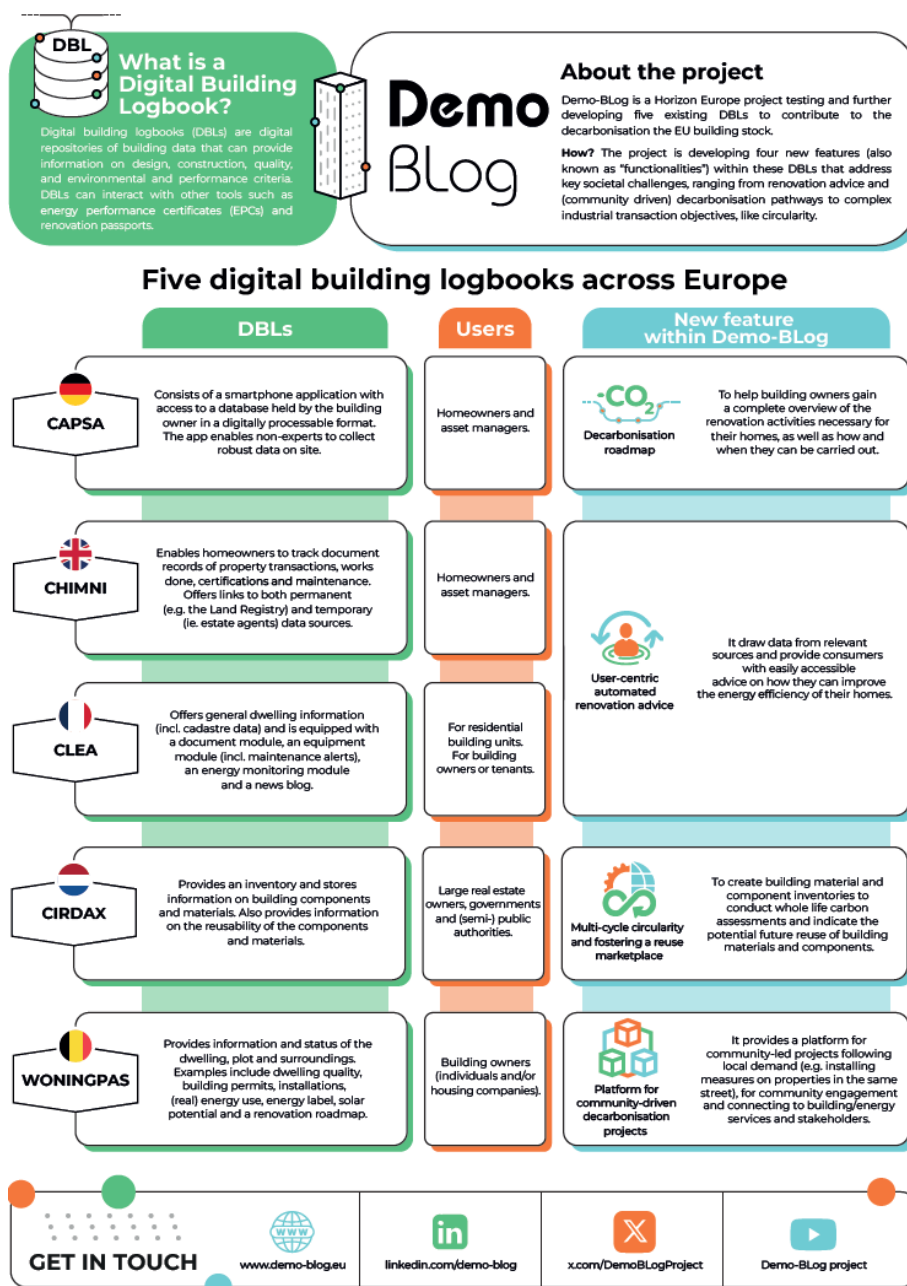 DBL
What is a
Digital Building
Logbook?
Digital building logbooks (DBLs) are digital
repositories of building data that can provide
information on design, construction, quality,
and environmental and performance criteria.
DBLs can interact with other tools such as
energy performance certificates (EPCs) and
renovation passports.
Demo
BLog
About the project
Demo-BLog is a Horizon Europe project testing and further
developing five existing DBLs to contribute to the
decarbonisation the EU building stock.
How? The project is developing four new features (also
known as “functionalities”) within these DBLs that address
key societal challenges, ranging from renovation advice and
(community driven) decarbonisation pathways to complex
industrial transaction objectives, like circularity.
Five digital building logbooks across Europe
DBLs
Users
New feature
within Demo-BLog
CAPSA
Consists of a smartphone application with
access to a database held by the building
owner in a digitally processable format.
The app enables non-experts to collect
robust data on site.
Homeowners and
asset managers.
CO2
Decarbonisation
roadmap
To help building owners gain
a complete overview of the
renovation activities necessary for
their homes, as well as how and
when they can be carried out.
CHIMNI
Enables homeowners to track document
records of property transactions, works
done, certifications and maintenance.
Offers links to both permanent
(e.g. the Land Registry) and temporary
(ie. estate agents) data sources.
Homeowners and
asset managers.
User-centric
automated
renovation advice
It draw data from relevant
sources and provide consumers
with easily accessible
advice on how they can improve
the energy efficiency of their homes.
CLEA
Offers general dwelling information
(incl. cadastre data) and is equipped with
a document module, an equipment
module (incl. maintenance alerts),
an energy monitoring module
and a news blog.
For residential
building units.
For building
owners or tenants.
CIRDAX
Provides an inventory and stores
information on building components
and materials. Also provides information
on the reusability of the components
and materials.
Large real estate
owners, governments
and (semi-) public
authorities.
Multi-cycle circularity
and fostering a reuse
marketplace
To create building material and
component inventories to
conduct whole life carbon
assessments and indicate the
potential future reuse of building
materials and components.
WONINGPAS
Provides information and status of the
dwelling, plot and surroundings.
Examples include dwelling quality,
building permits, installations,
(real) energy use, energy label, solar
potential and a renovation roadmap.
Building owners
(individuals and/or
housing companies).
Platform for
community-driven
decarbonisation
projects
It provides a platform for
community-led projects following
local demand (e.g. installing
measures on properties in the same
street), for community engagement
and connecting to building/energy
services and stakeholders.
GET IN TOUCH
www
www.demo-blog.eu
in
linkedin.com/demo-blog
X
x.com/DemoBLogProject
Demo-BLog project